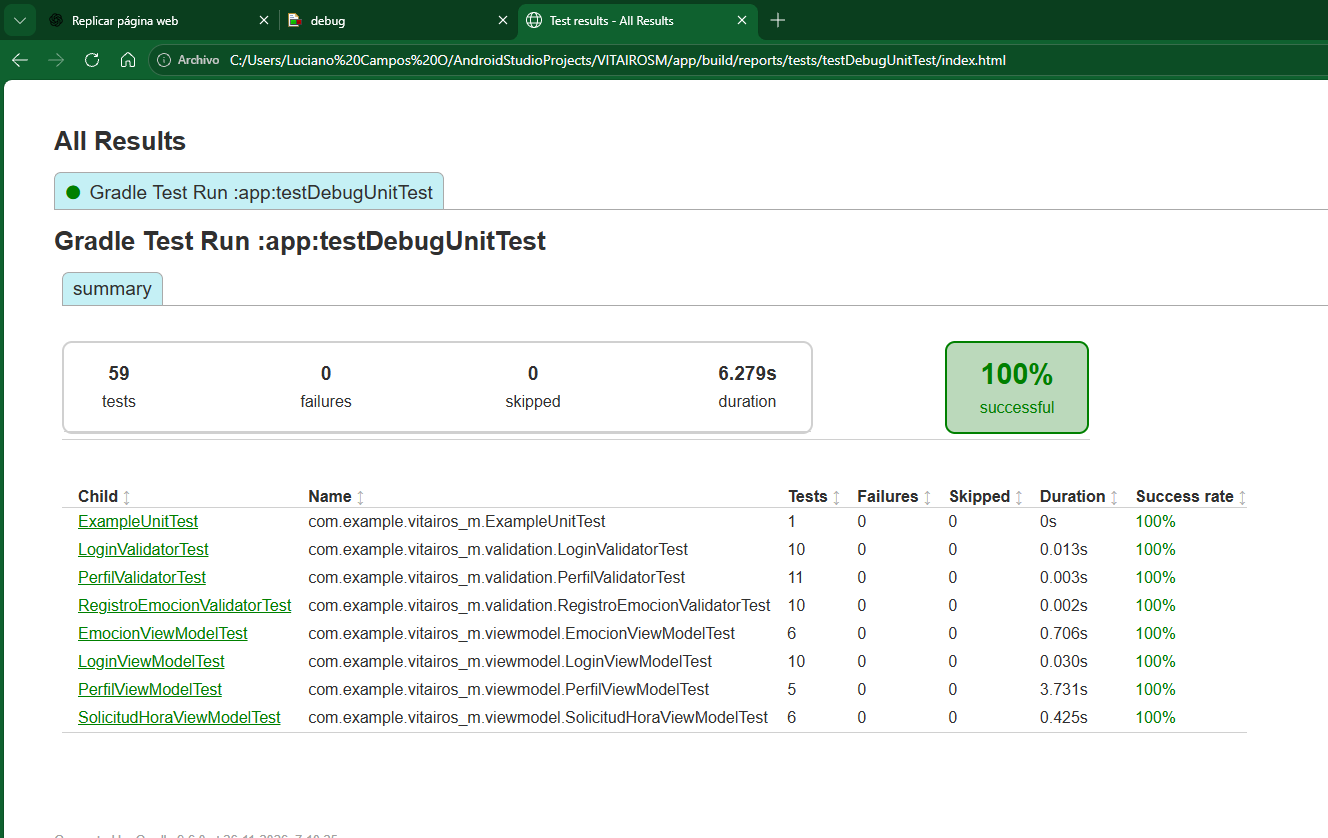 Replicar página web
debug
Test results - All Results
Archivo C:/Users/Luciano%20Campos%20O/AndroidStudioProjects/VITAIROSM/app/build/reports/tests/testDebugUnitTest/index.html
All Results
Gradle Test Run :app:testDebugUnitTest
Gradle Test Run :app:testDebugUnitTest
summary
59 0 0 6.279s 100%
tests failures skipped duration successful
Child Name Tests Failures Skipped Duration Success rate
ExampleUnitTest com.example.vitairos_m.ExampleUnitTest 1 0 0 0s 100%
LoginValidatorTest com.example.vitairos_m.validation.LoginValidatorTest 10 0 0 0.013s 100%
PerfilValidatorTest com.example.vitairos_m.validation.PerfilValidatorTest 11 0 0 0.003s 100%
RegistroEmocionValidatorTest com.example.vitairos_m.validation.RegistroEmocionValidatorTest 10 0 0 0.002s 100%
EmocionViewModelTest com.example.vitairos_m.viewmodel.EmocionViewModelTest 6 0 0 0.706s 100%
LoginViewModelTest com.example.vitairos_m.viewmodel.LoginViewModelTest 10 0 0 0.030s 100%
PerfilViewModelTest com.example.vitairos_m.viewmodel.PerfilViewModelTest 5 0 0 3.731s 100%
SolicitudHoraViewModelTest com.example.vitairos_m.viewmodel.SolicitudHoraViewModelTest 6 0 0 0.425s 100%